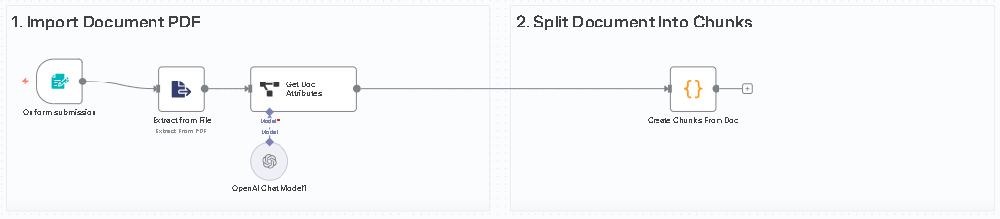 1. Import Document PDF
2. Split Document Into Chunks
Get Doc
Attributes
On form submission
Extract from File
Extract From PDF
Create Chunks From Doc
Model*
Model
OpenAI Chat Model1